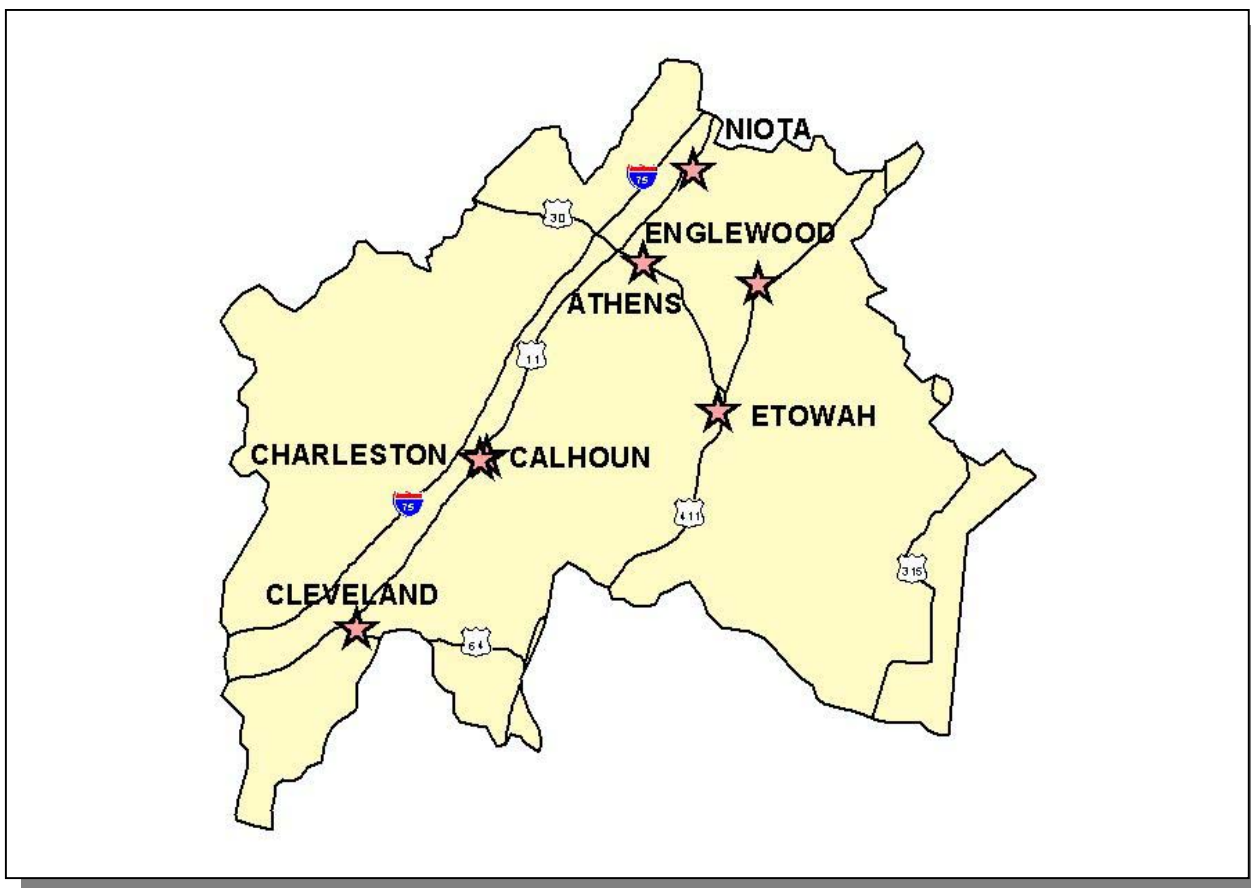 NIOTA
75
30
ENGLEWOOD
ATHENS
11
ETOWAH
CHARLESTON
CALHOUN
75
411
315
CLEVELAND
64